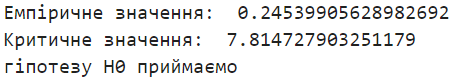 Емпіричне значення:  0.24539905628982692
Критичне значення:  7.814727903251179
гіпотезу H0 приймаємо